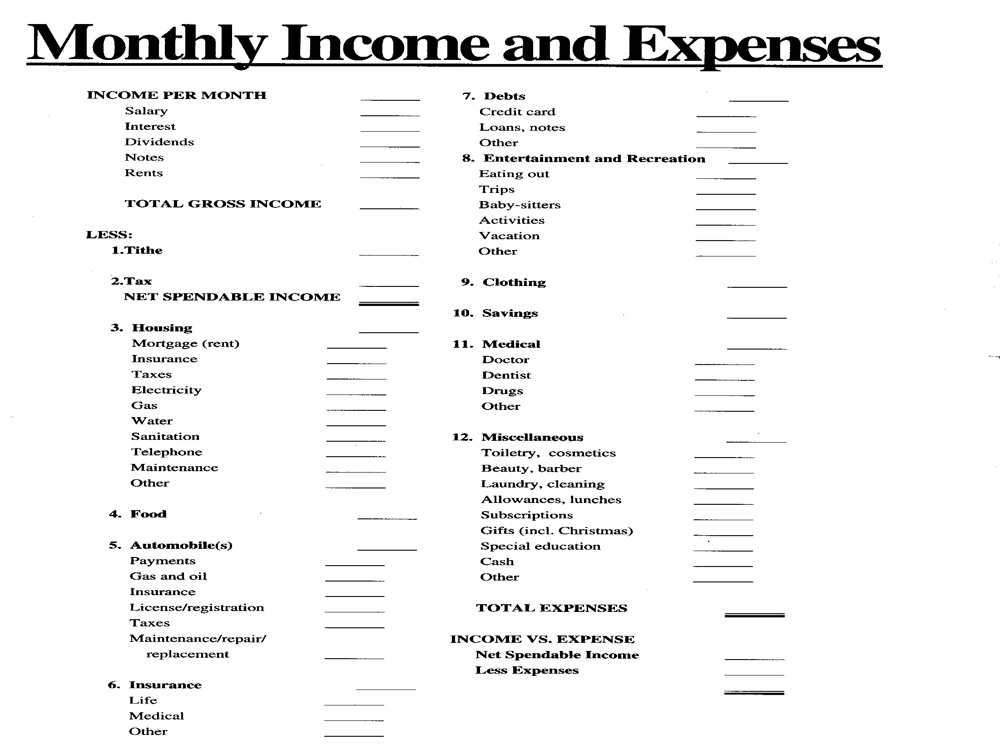 Monthly Income and Expenses
INCOME PER MONTH
Salary
Interest
Dividends
Notes
Rents
TOTAL GROSS INCOME
LESS:
1.Tithe
2.Tax
NET SPENDABLE INCOME
3. Housing
Mortgage (rent)
Insurance
Taxes
Electricity
Gas
Water
Sanitation
Telephone
Maintenance
Other
4. Food
5. Automobile(s)
Payments
Gas and oil
Insurance
License/registration
Taxes
Maintenance/repair/
replacement
6. Insurance
Life
Medical
Other
7. Debts
Credit card
Loans, notes
Other
8. Entertainment and Recreation
Eating out
Trips
Baby-sitters
Activities
Vacation
Other
9. Clothing
10. Savings
11. Medical
Doctor
Dentist
Drugs
Other
12. Miscellaneous
Toiletry, cosmetics
Beauty, barber
Laundry, cleaning
Allowances, lunches
Subscriptions
Gifts (incl. Christmas)
Special education
Cash
Other
TOTAL EXPENSES
INCOME VS. EXPENSE
Net Spendable Income
Less Expenses